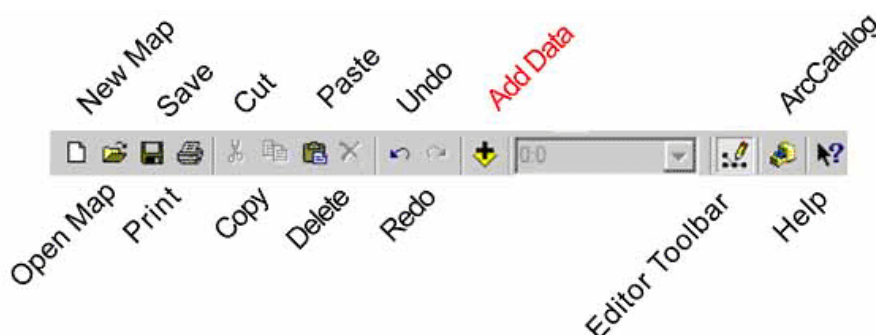 New Map
Save
Cut
Paste
Undo
Add Data
ArcCatalog
0:0
?
Open Map
Print
Copy
Delete
Redo
Editor Toolbar
Help